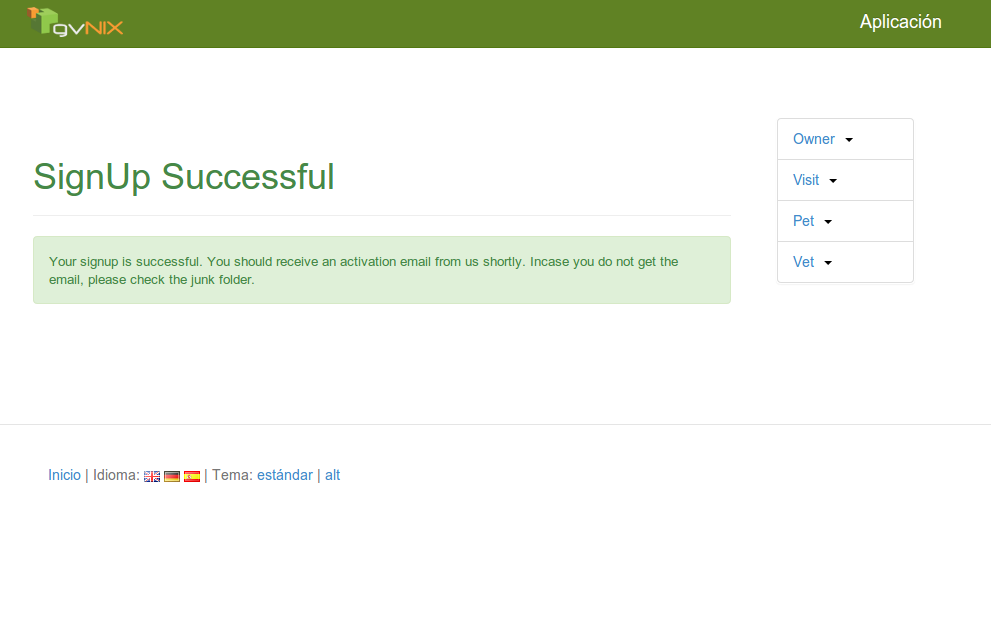 gvNIX
Aplicación
SignUp Successful
Your signup is successful. You should receive an activation email from us shortly. Incase you do not get the
email, please check the junk folder.
Owner
Visit
Pet
Vet
Inicio | Idioma: | Tema: estándar | alt